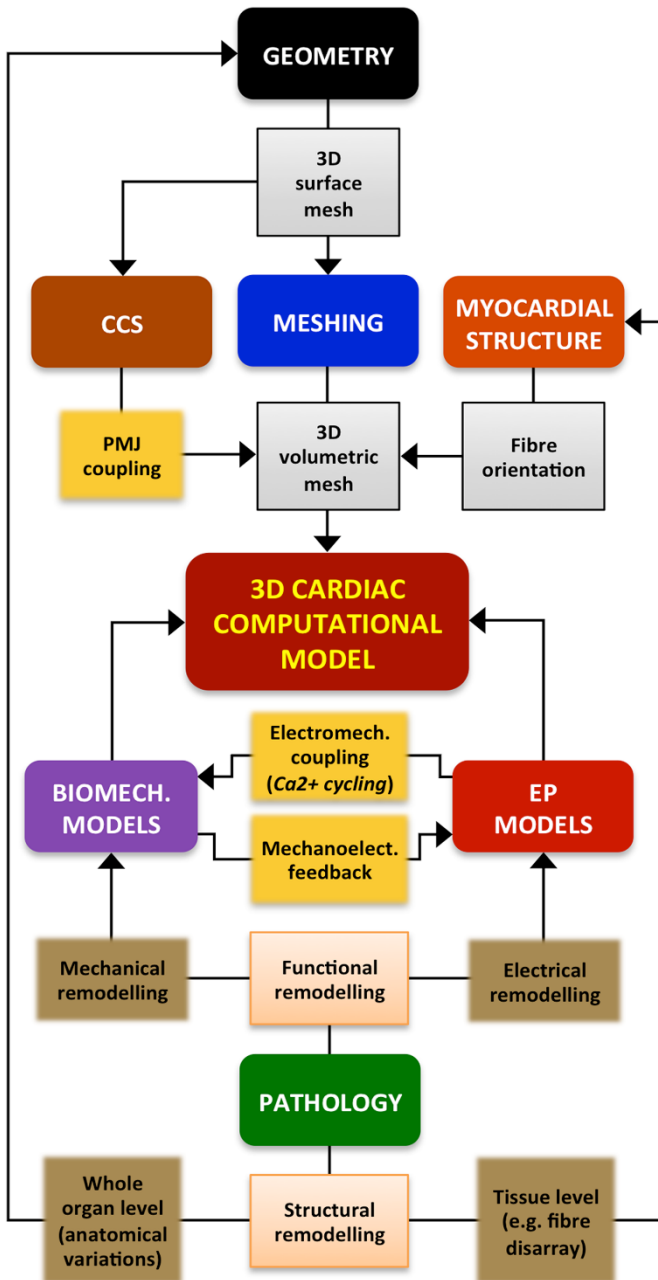 GEOMETRY
3D
surface
mesh
CCS
MESHING
MYOCARDIAL
STRUCTURE
PMJ
coupling
3D
volumetric
mesh
Fibre
orientation
3D CARDIAC
COMPUTATIONAL
MODEL
Electromech.
coupling
(Ca2+ cycling)
BIOMECH.
MODELS
EP
MODELS
Mechanoelect.
feedback
Mechanical
remodelling
Functional
remodelling
Electrical
remodelling
PATHOLOGY
Whole
organ level
(anatomical
variations)
Structural
remodelling
Tissue level
(e.g. fibre
disarray)